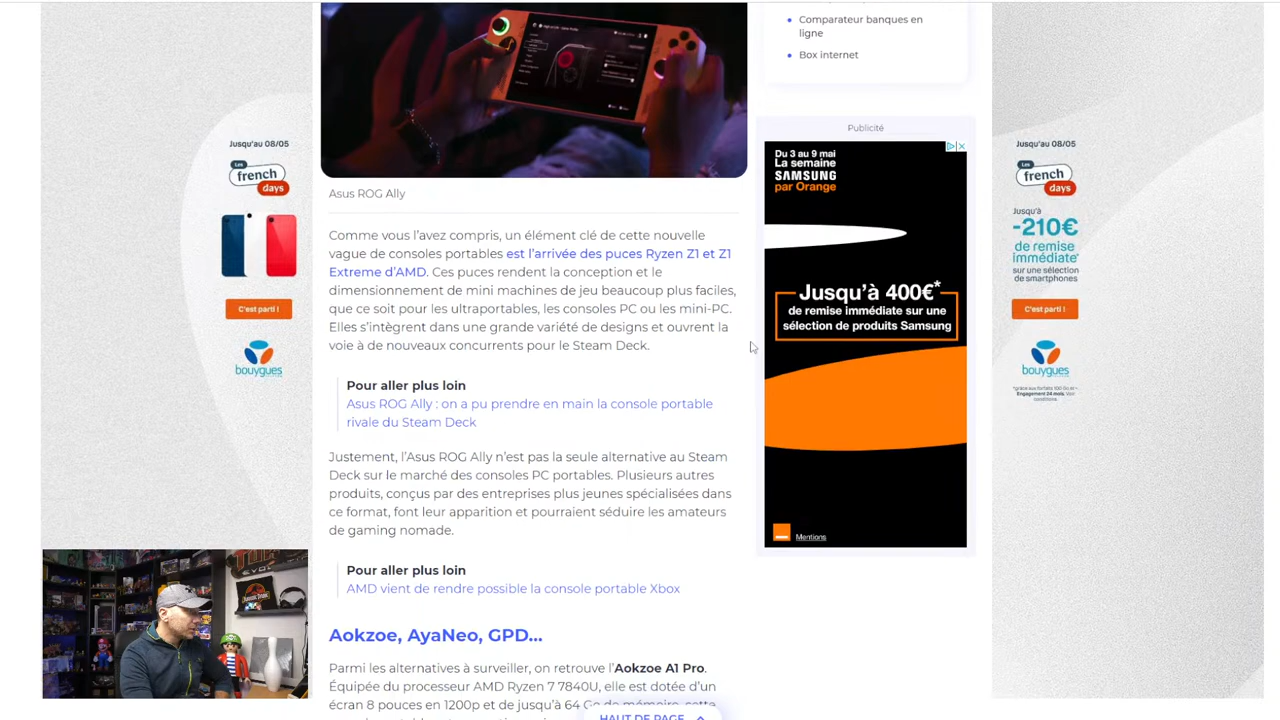 Comparateur banques en
ligne
Box internet
Publicité
Jusqu'au 08/05
Les
french
days
C'est parti !
bouygues
Asus ROG Ally
Comme vous l’avez compris, un élément clé de cette nouvelle
vague de consoles portables est l’arrivée des puces Ryzen Z1 et Z1
Extreme d’AMD. Ces puces rendent la conception et le
dimensionnement de mini machines de jeu beaucoup plus faciles,
que ce soit pour les ultraportables, les consoles PC ou les mini-PC.
Elles s’intègrent dans une grande variété de designs et ouvrent la
voie à de nouveaux concurrents pour le Steam Deck.
Pour aller plus loin
Asus ROG Ally : on a pu prendre en main la console portable
rivale du Steam Deck
Justement, l’Asus ROG Ally n’est pas la seule alternative au Steam
Deck sur le marché des consoles PC portables. Plusieurs autres
produits, conçus par des entreprises plus jeunes spécialisées dans
ce format, font leur apparition et pourraient séduire les amateurs
de gaming nomade.
Pour aller plus loin
AMD vient de rendre possible la console portable Xbox
Aokzoe, AyaNeo, GPD…
Parmi les alternatives à surveiller, on retrouve l’Aokzoe A1 Pro.
Équipée du processeur AMD Ryzen 7 7840U, elle est dotée d’un
écran 8 pouces en 1200p et de jusqu’à 64 Go de mémoire, cette
HAUT DE PAGE
Du 3 au 9 mai
La semaine
SAMSUNG
par Orange
Jusqu'à 400€*
de remise immédiate sur une
sélection de produits Samsung
Mentions
Jusqu'au 08/05
Les
french
days
Jusqu'à
-210€
de remise
immédiate*
sur une sélection
de smartphones
C'est parti !
bouygues